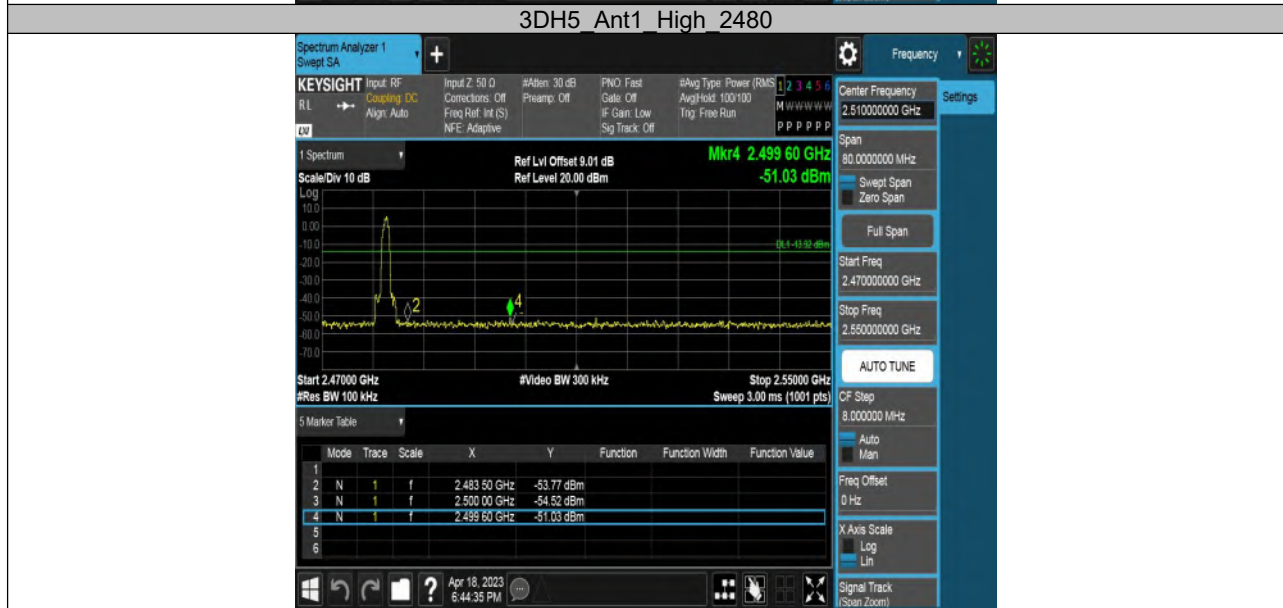 3DH5_Ant1_High_2480
Spectrum Analyzer 1
Swept SA
+
Frequency
KEYSIGHT
RL
LXI
Input: RF
Coupling: DC
Align: Auto
Input Z: 50 Ω
Corrections: Off
Freq Ref: Int (S)
NFE: Adaptive
#Atten: 30 dB
Preamp: Off
PNO: Fast
Gate: Off
IF Gain: Low
Sig Track: Off
#Avg Type: Power (RMS
Avg|Hold: 100/100
Trig: Free Run
1 2 3 4 5 6
M W W W W W
P P P P P P
Center Frequency
2.510000000 GHz
Settings
Span
80.0000000 MHz
Swept Span
Zero Span
Full Span
Start Freq
2.470000000 GHz
Stop Freq
2.550000000 GHz
AUTO TUNE
CF Step
8.000000 MHz
Auto
Man
Freq Offset
0 Hz
X Axis Scale
Log
Lin
Signal Track
(Span Zoom)
1 Spectrum
Scale/Div 10 dB
Ref Lvl Offset 9.01 dB
Ref Level 20.00 dBm
Mkr4 2.499 60 GHz
-51.03 dBm
Log
10.0
0.00
-10.0
-20.0
-30.0
-40.0
-50.0
-60.0
-70.0
DL1 -13.92 dBm
2
4
Start 2.47000 GHz
#Res BW 100 kHz
#Video BW 300 kHz
Stop 2.55000 GHz
Sweep 3.00 ms (1001 pts)
5 Marker Table
Mode Trace Scale X Y Function Function Width Function Value
1
2 N 1 f 2.483 50 GHz -53.77 dBm
3 N 1 f 2.500 00 GHz -54.52 dBm
4 N 1 f 2.499 60 GHz -51.03 dBm
5
6
?
Apr 18, 2023
6:44:35 PM